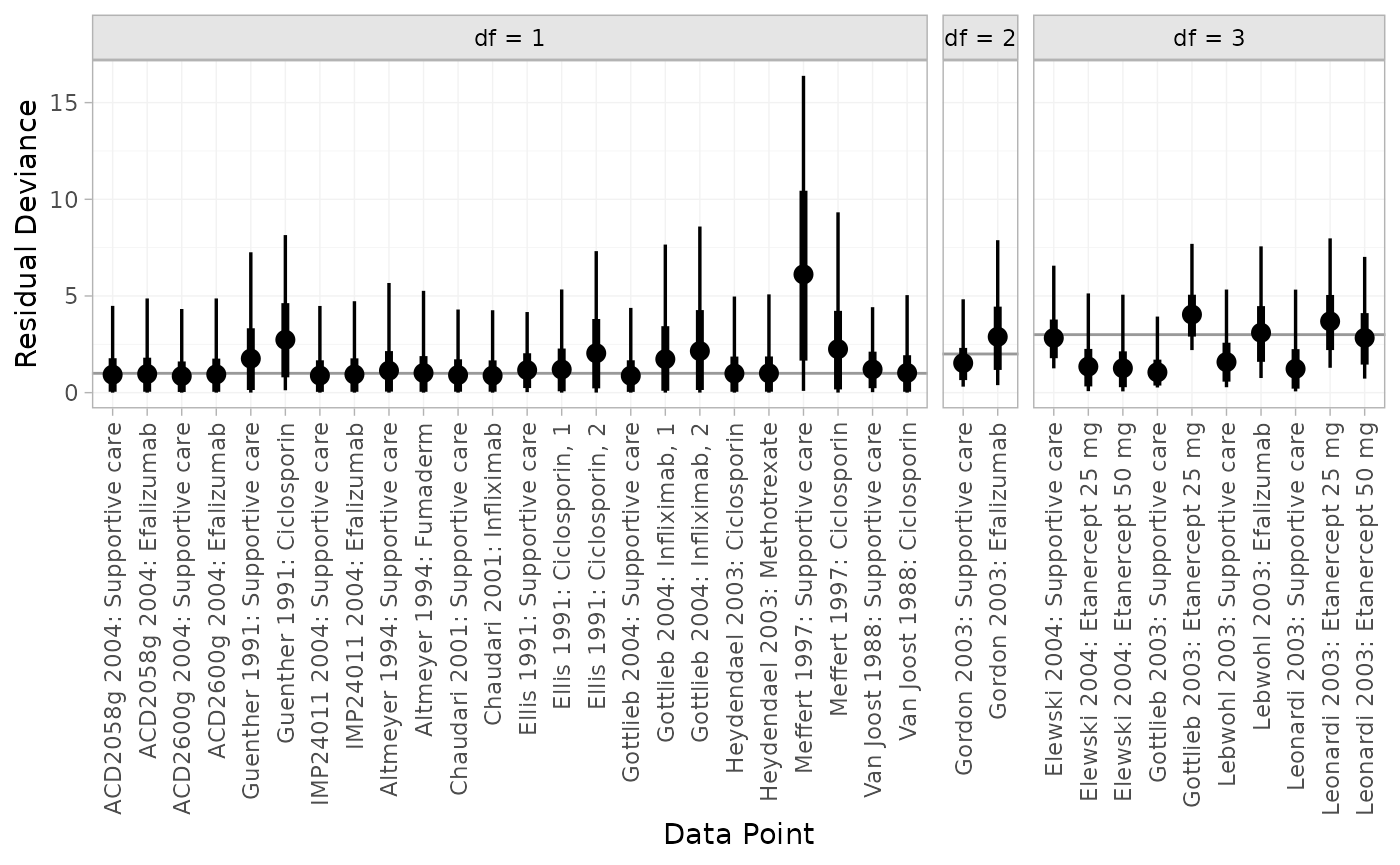 df = 1
df = 2
df = 3
Residual Deviance
15
10
5
0
ACD2058g 2004: Supportive care
ACD2058g 2004: Efalizumab
ACD2600g 2004: Supportive care
ACD2600g 2004: Efalizumab
Guenther 1991: Supportive care
Guenther 1991: Ciclosporin
IMP24011 2004: Supportive care
IMP24011 2004: Efalizumab
Altmeyer 1994: Supportive care
Altmeyer 1994: Fumaderm
Chaudari 2001: Supportive care
Chaudari 2001: Infliximab
Ellis 1991: Supportive care
Ellis 1991: Ciclosporin, 1
Ellis 1991: Ciclosporin, 2
Gottlieb 2004: Supportive care
Gottlieb 2004: Infliximab, 1
Gottlieb 2004: Infliximab, 2
Heydendael 2003: Ciclosporin
Heydendael 2003: Methotrexate
Meffert 1997: Supportive care
Meffert 1997: Ciclosporin
Van Joost 1988: Supportive care
Van Joost 1988: Ciclosporin
Gordon 2003: Supportive care
Gordon 2003: Efalizumab
Elewski 2004: Supportive care
Elewski 2004: Etanercept 25 mg
Elewski 2004: Etanercept 50 mg
Gottlieb 2003: Supportive care
Gottlieb 2003: Etanercept 25 mg
Lebwohl 2003: Supportive care
Lebwohl 2003: Efalizumab
Leonardi 2003: Supportive care
Leonardi 2003: Etanercept 25 mg
Leonardi 2003: Etanercept 50 mg
Data Point